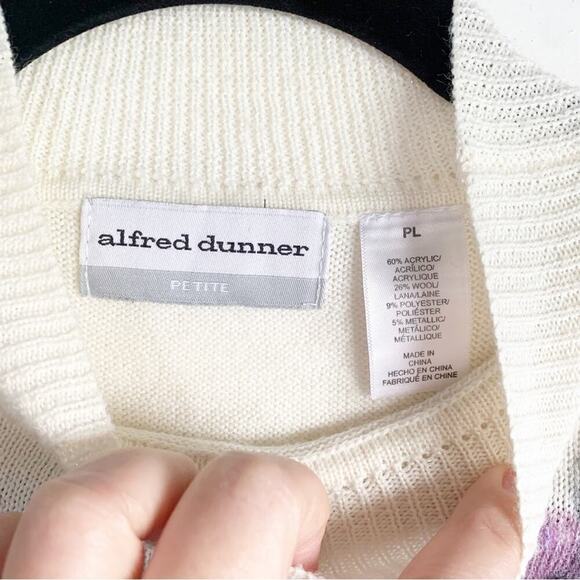 alfred dunner
PETITE
PL
60% ACRYLIC/
ACRÍLICO/
ACRYLIQUE
26% WOOL/
LANA/LAINE
9% POLYESTER/
POLIÉSTER
5% METALLIC/
METÁLICO/
MÉTALLIQUE
MADE IN
CHINA
HECHO EN CHINA
FABRIQUÉ EN CHINE